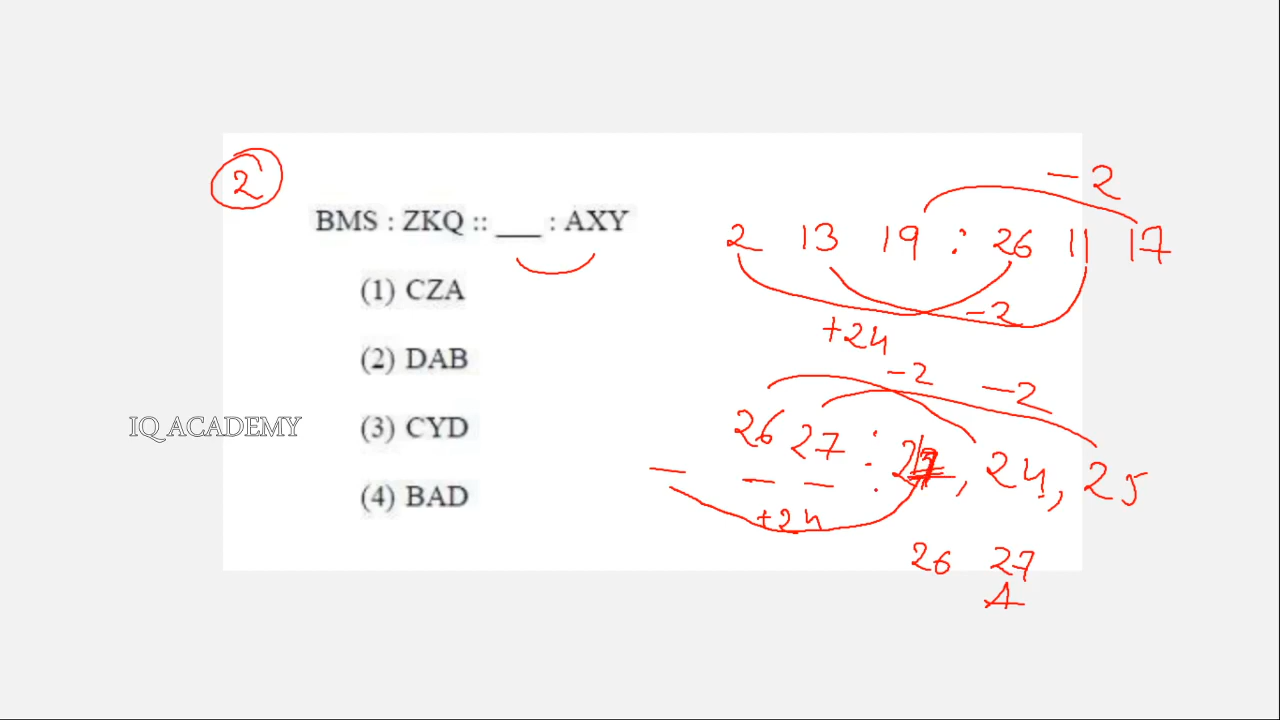 2
BMS : ZKQ :: ___ : AXY
(1) CZA
(2) DAB
(3) CYD
(4) BAD
IQ ACADEMY
-2
2 13 19 : 26 11 17
-2
+24
-2 -2
26 27 : , 24, 25
_ _ _
+24
26 27
A